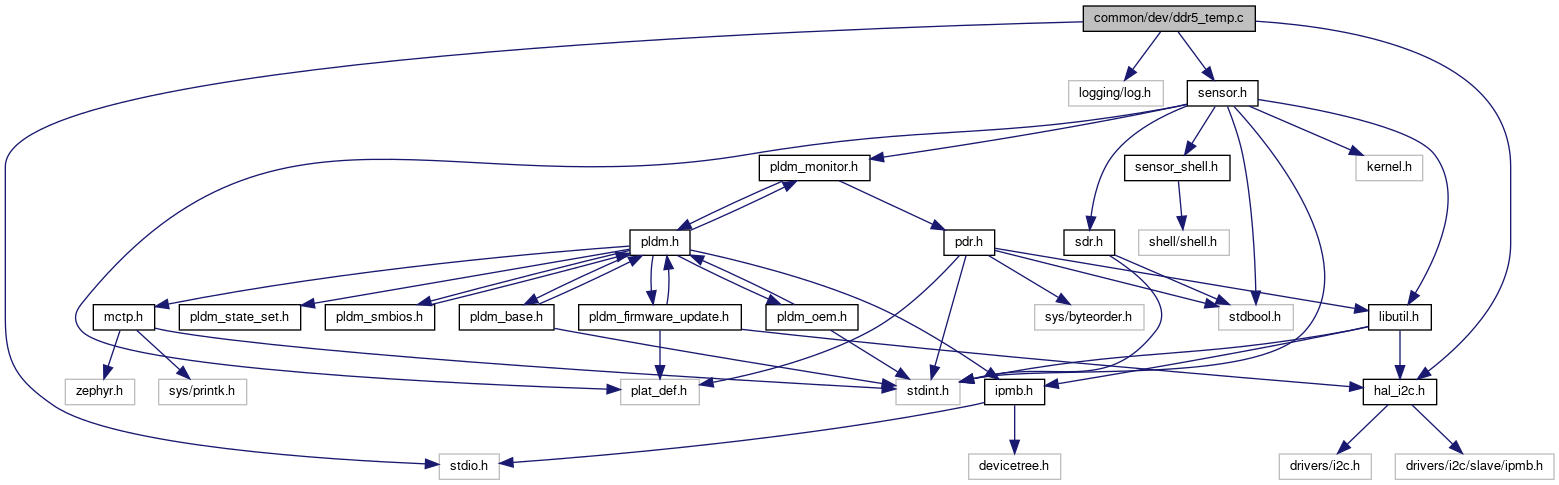 common/dev/ddr5_temp.c
logging/log.h
sensor.h
pldm_monitor.h
sensor_shell.h
kernel.h
pldm.h
pdr.h
sdr.h
shell/shell.h
mctp.h
pldm_state_set.h
pldm_smbios.h
pldm_base.h
pldm_firmware_update.h
pldm_oem.h
sys/byteorder.h
stdbool.h
libutil.h
zephyr.h
sys/printk.h
plat_def.h
stdint.h
ipmb.h
hal_i2c.h
stdio.h
devicetree.h
drivers/i2c.h
drivers/i2c/slave/ipmb.h